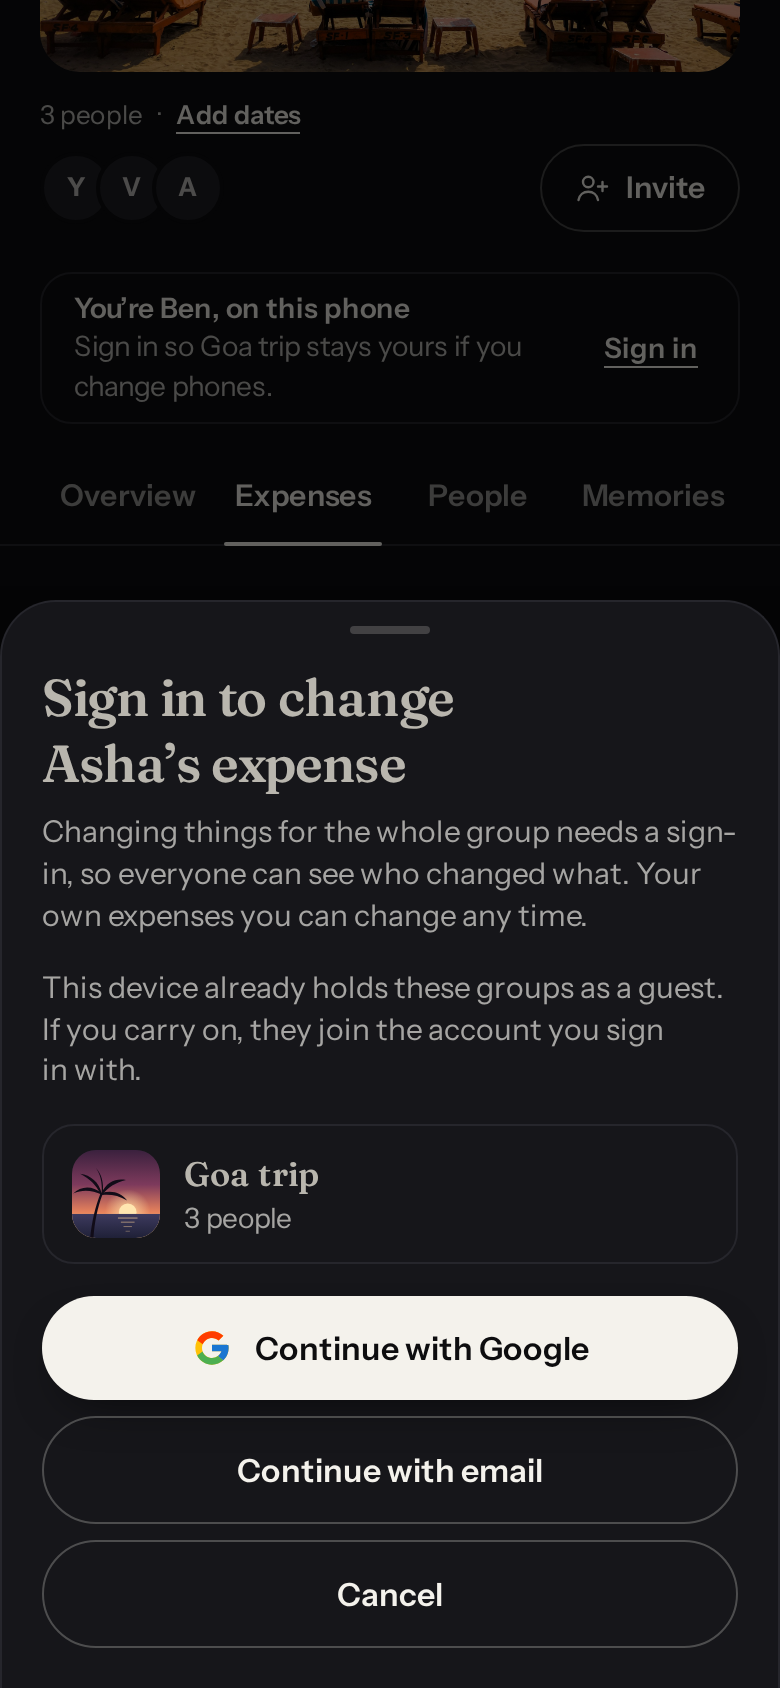 3 people · Add dates
Y V A
Invite
You’re Ben, on this phone
Sign in so Goa trip stays yours if you
change phones.
Sign in
Overview Expenses People Memories
Sign in to change
Asha’s expense
Changing things for the whole group needs a sign-
in, so everyone can see who changed what. Your
own expenses you can change any time.
This device already holds these groups as a guest.
If you carry on, they join the account you sign
in with.
Goa trip
3 people
Continue with Google
Continue with email
Cancel